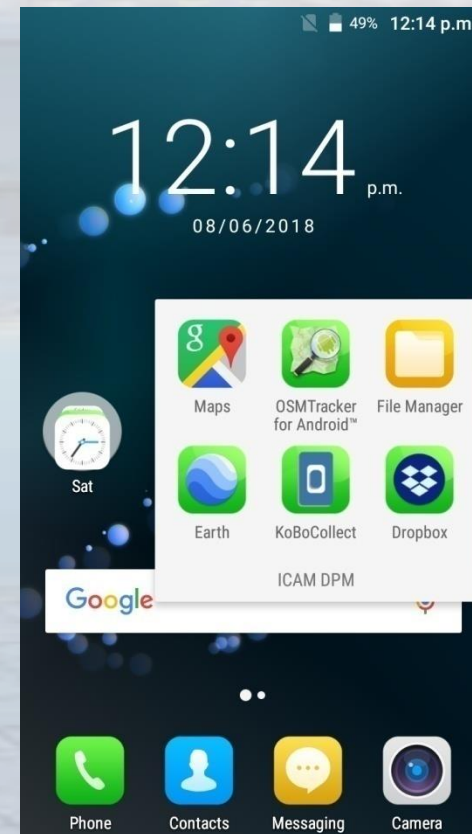 49% 12:14 p.m
12:14 p.m.
08/06/2018
Maps
OSMTracker
for Android™
File Manager
Sat
Earth
KoBoCollect
Dropbox
ICAM DPM
Google
Phone
Contacts
Messaging
Camera